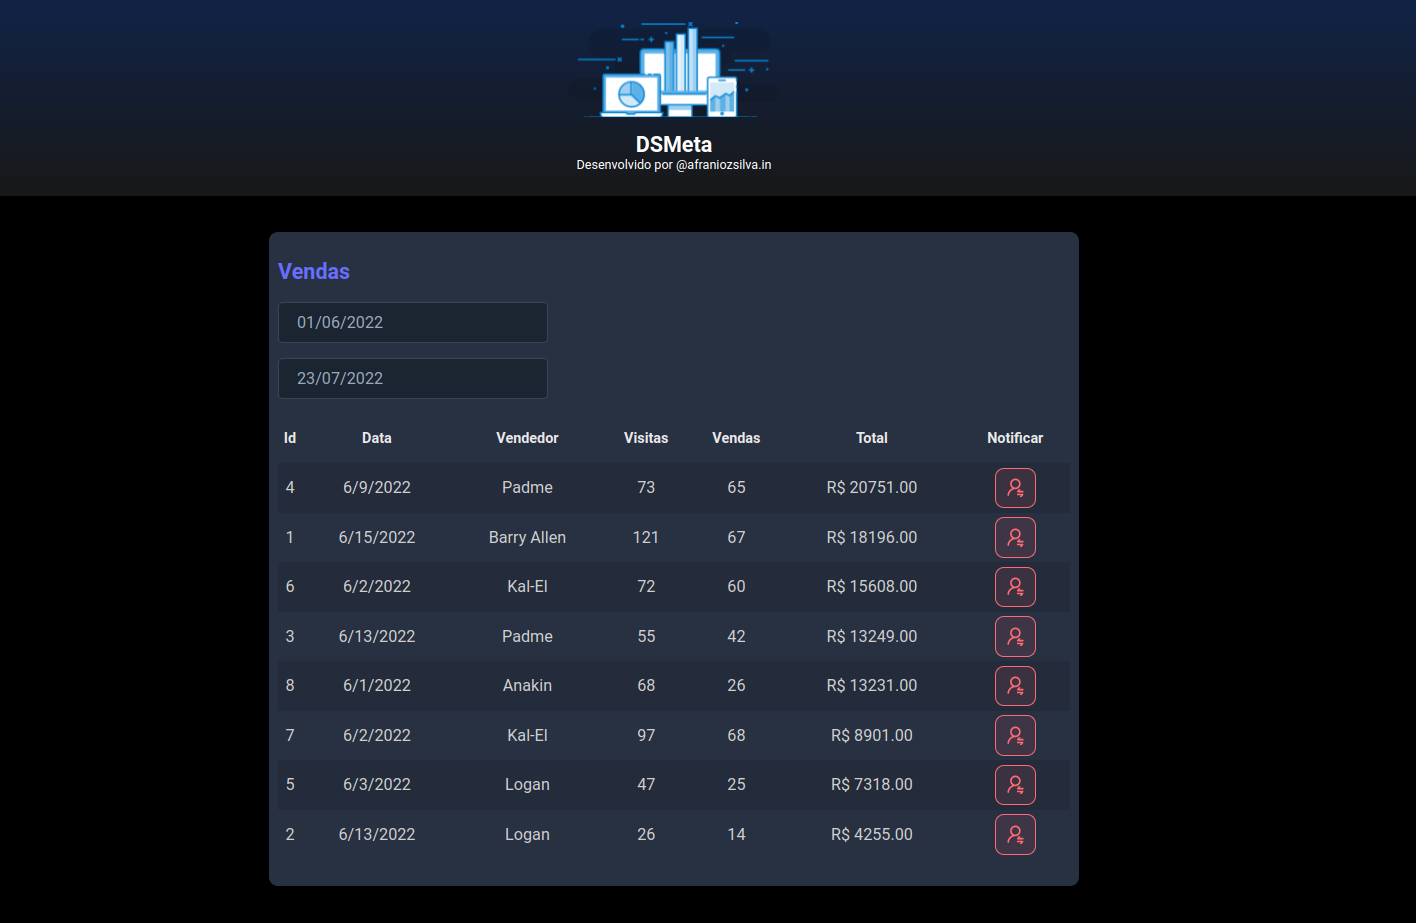 DSMeta
Desenvolvido por @afraniozsilva.in
Vendas
01/06/2022
23/07/2022
Id Data Vendedor Visitas Vendas Total Notificar
4 6/9/2022 Padme 73 65 R$ 20751.00
1 6/15/2022 Barry Allen 121 67 R$ 18196.00
6 6/2/2022 Kal-El 72 60 R$ 15608.00
3 6/13/2022 Padme 55 42 R$ 13249.00
8 6/1/2022 Anakin 68 26 R$ 13231.00
7 6/2/2022 Kal-El 97 68 R$ 8901.00
5 6/3/2022 Logan 47 25 R$ 7318.00
2 6/13/2022 Logan 26 14 R$ 4255.00